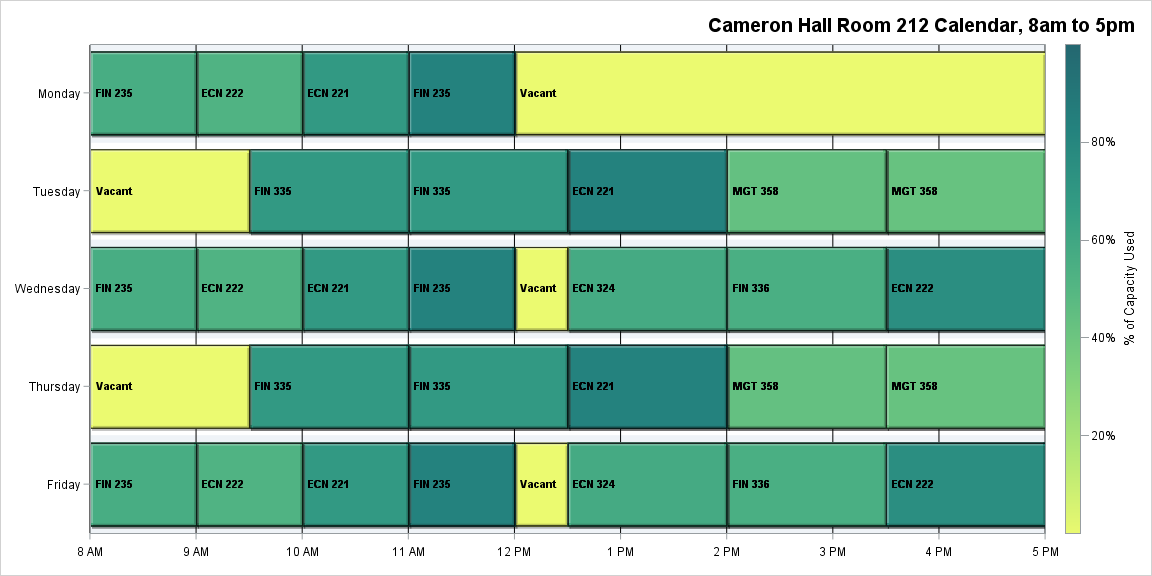 Cameron Hall Room 212 Calendar, 8am to 5pm
Monday
FIN 235
ECN 222
ECN 221
FIN 235
Vacant
Tuesday
Vacant
FIN 335
FIN 335
ECN 221
MGT 358
MGT 358
Wednesday
FIN 235
ECN 222
ECN 221
FIN 235
Vacant
ECN 324
FIN 336
ECN 222
Thursday
Vacant
FIN 335
FIN 335
ECN 221
MGT 358
MGT 358
Friday
FIN 235
ECN 222
ECN 221
FIN 235
Vacant
ECN 324
FIN 336
ECN 222
8 AM
9 AM
10 AM
11 AM
12 PM
1 PM
2 PM
3 PM
4 PM
5 PM
80%
60%
40%
20%
% of Capacity Used